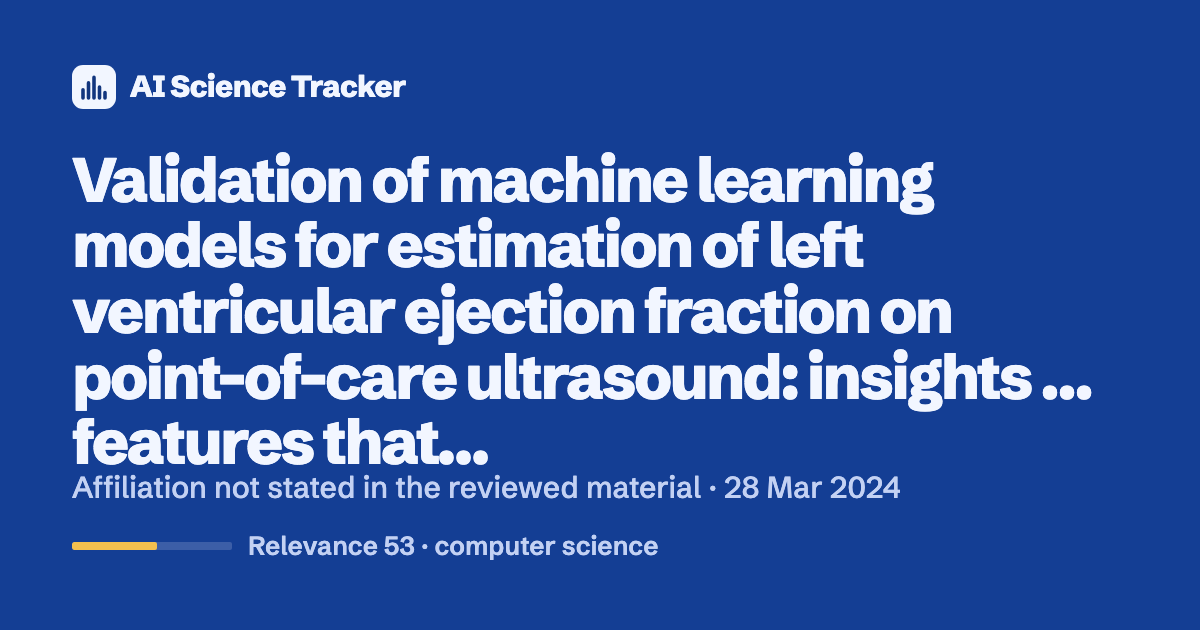 AI Science Tracker
Validation of machine learning
models for estimation of left
ventricular ejection fraction on
point-of-care ultrasound: insights ...
features that...
Affiliation not stated in the reviewed material · 28 Mar 2024
Relevance 53 · computer science